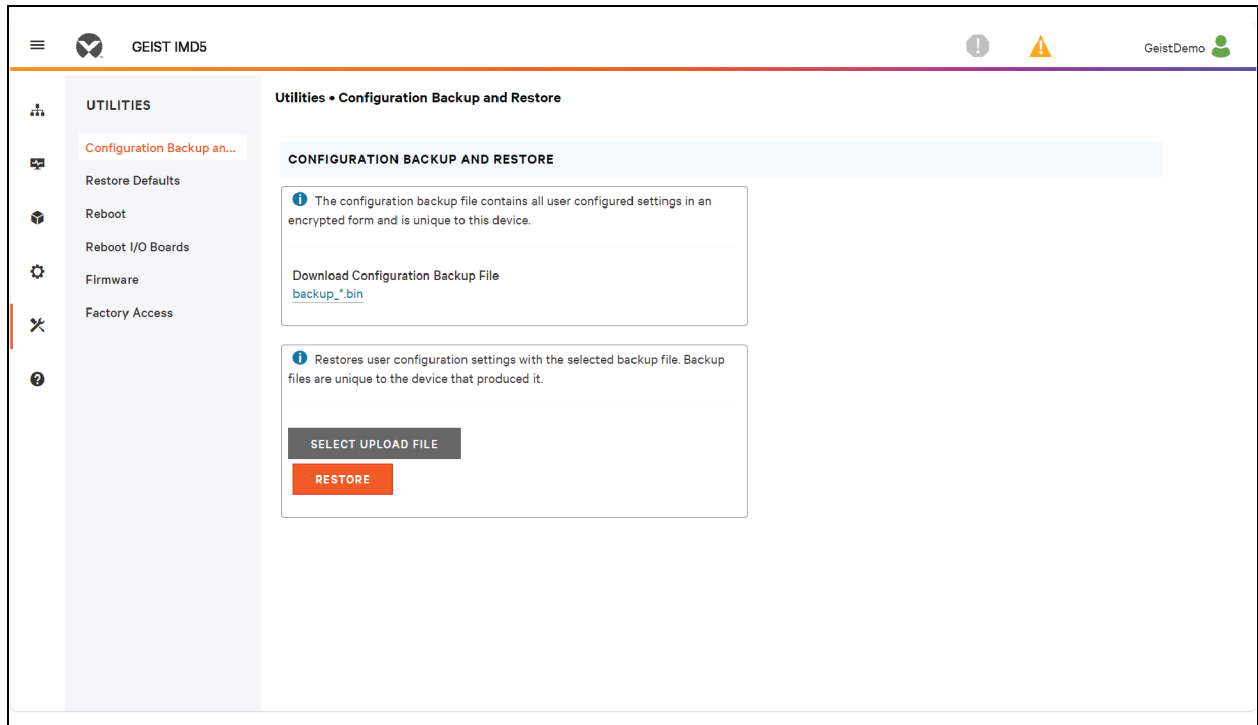 GEIST IMD5
GeistDemo
UTILITIES
Configuration Backup an...
Restore Defaults
Reboot
Reboot I/O Boards
Firmware
Factory Access
Utilities • Configuration Backup and Restore
CONFIGURATION BACKUP AND RESTORE
The configuration backup file contains all user configured settings in an
encrypted form and is unique to this device.
Download Configuration Backup File
backup_*.bin
Restores user configuration settings with the selected backup file. Backup
files are unique to the device that produced it.
SELECT UPLOAD FILE
RESTORE